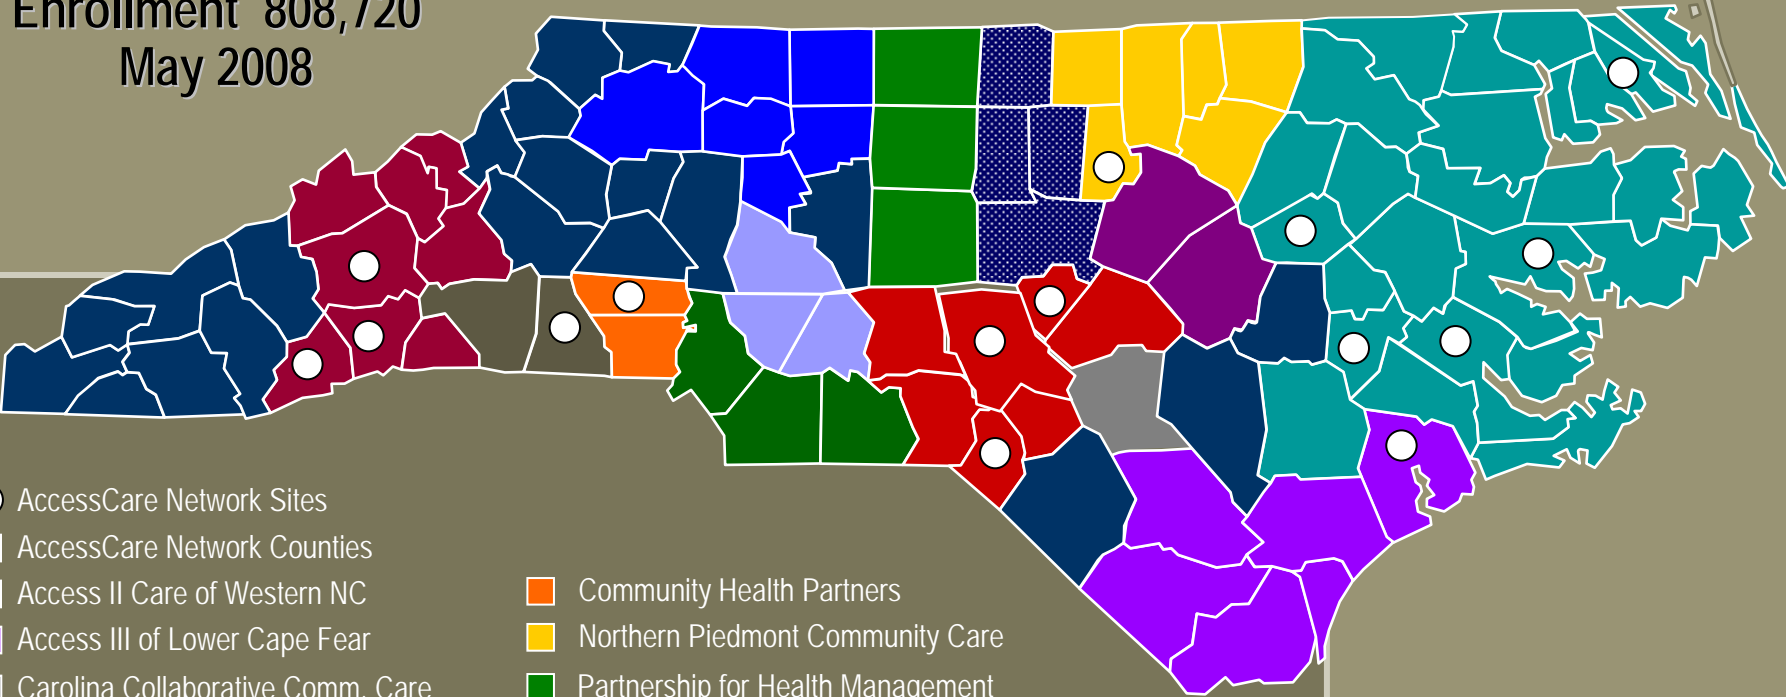 Enrollment 808,720
May 2008
AccessCare Network Sites
AccessCare Network Counties
Access II Care of Western NC
Access III of Lower Cape Fear
Carolina Collaborative Comm. Care
Community Health Partners
Northern Piedmont Community Care
Partnership for Health Management